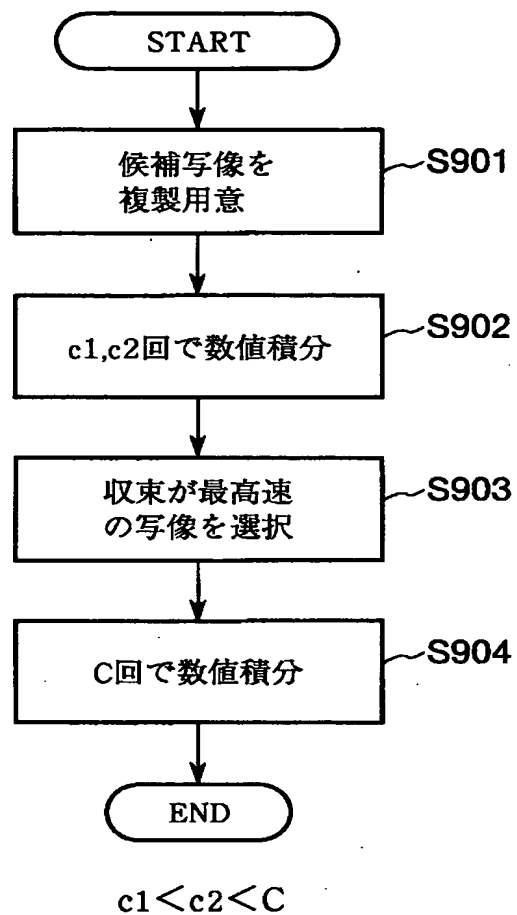 START
候補写像を
複製用意
S901
c1,c2回で数値積分
S902
収束が最高速
の写像を選択
S903
C回で数値積分
S904
END
c1<c2<C